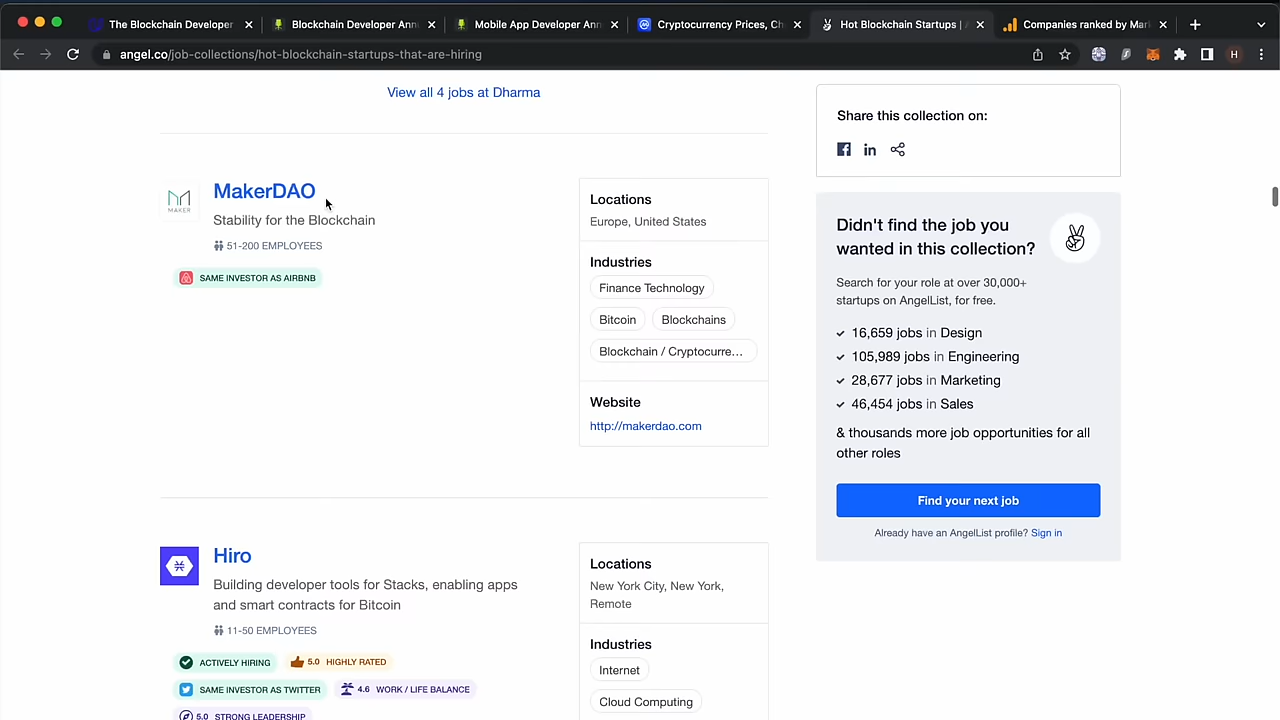 The Blockchain Developer
Blockchain Developer Ann
Mobile App Developer Ann
Cryptocurrency Prices, Ch
Hot Blockchain Startups |
Companies ranked by Mar
angel.co/job-collections/hot-blockchain-startups-that-are-hiring
H
View all 4 jobs at Dharma
MAKER
MakerDAO
Stability for the Blockchain
51-200 EMPLOYEES
SAME INVESTOR AS AIRBNB
Locations
Europe, United States
Industries
Finance Technology
Bitcoin
Blockchains
Blockchain / Cryptocurre...
Website
http://makerdao.com
Hiro
Building developer tools for Stacks, enabling apps
and smart contracts for Bitcoin
11-50 EMPLOYEES
ACTIVELY HIRING
5.0 HIGHLY RATED
SAME INVESTOR AS TWITTER
4.6 WORK / LIFE BALANCE
5.0 STRONG LEADERSHIP
Locations
New York City, New York,
Remote
Industries
Internet
Cloud Computing
Share this collection on:
Didn't find the job you
wanted in this collection?
Search for your role at over 30,000+
startups on AngelList, for free.
16,659 jobs in Design
105,989 jobs in Engineering
28,677 jobs in Marketing
46,454 jobs in Sales
& thousands more job opportunities for all
other roles
Find your next job
Already have an AngelList profile? Sign in